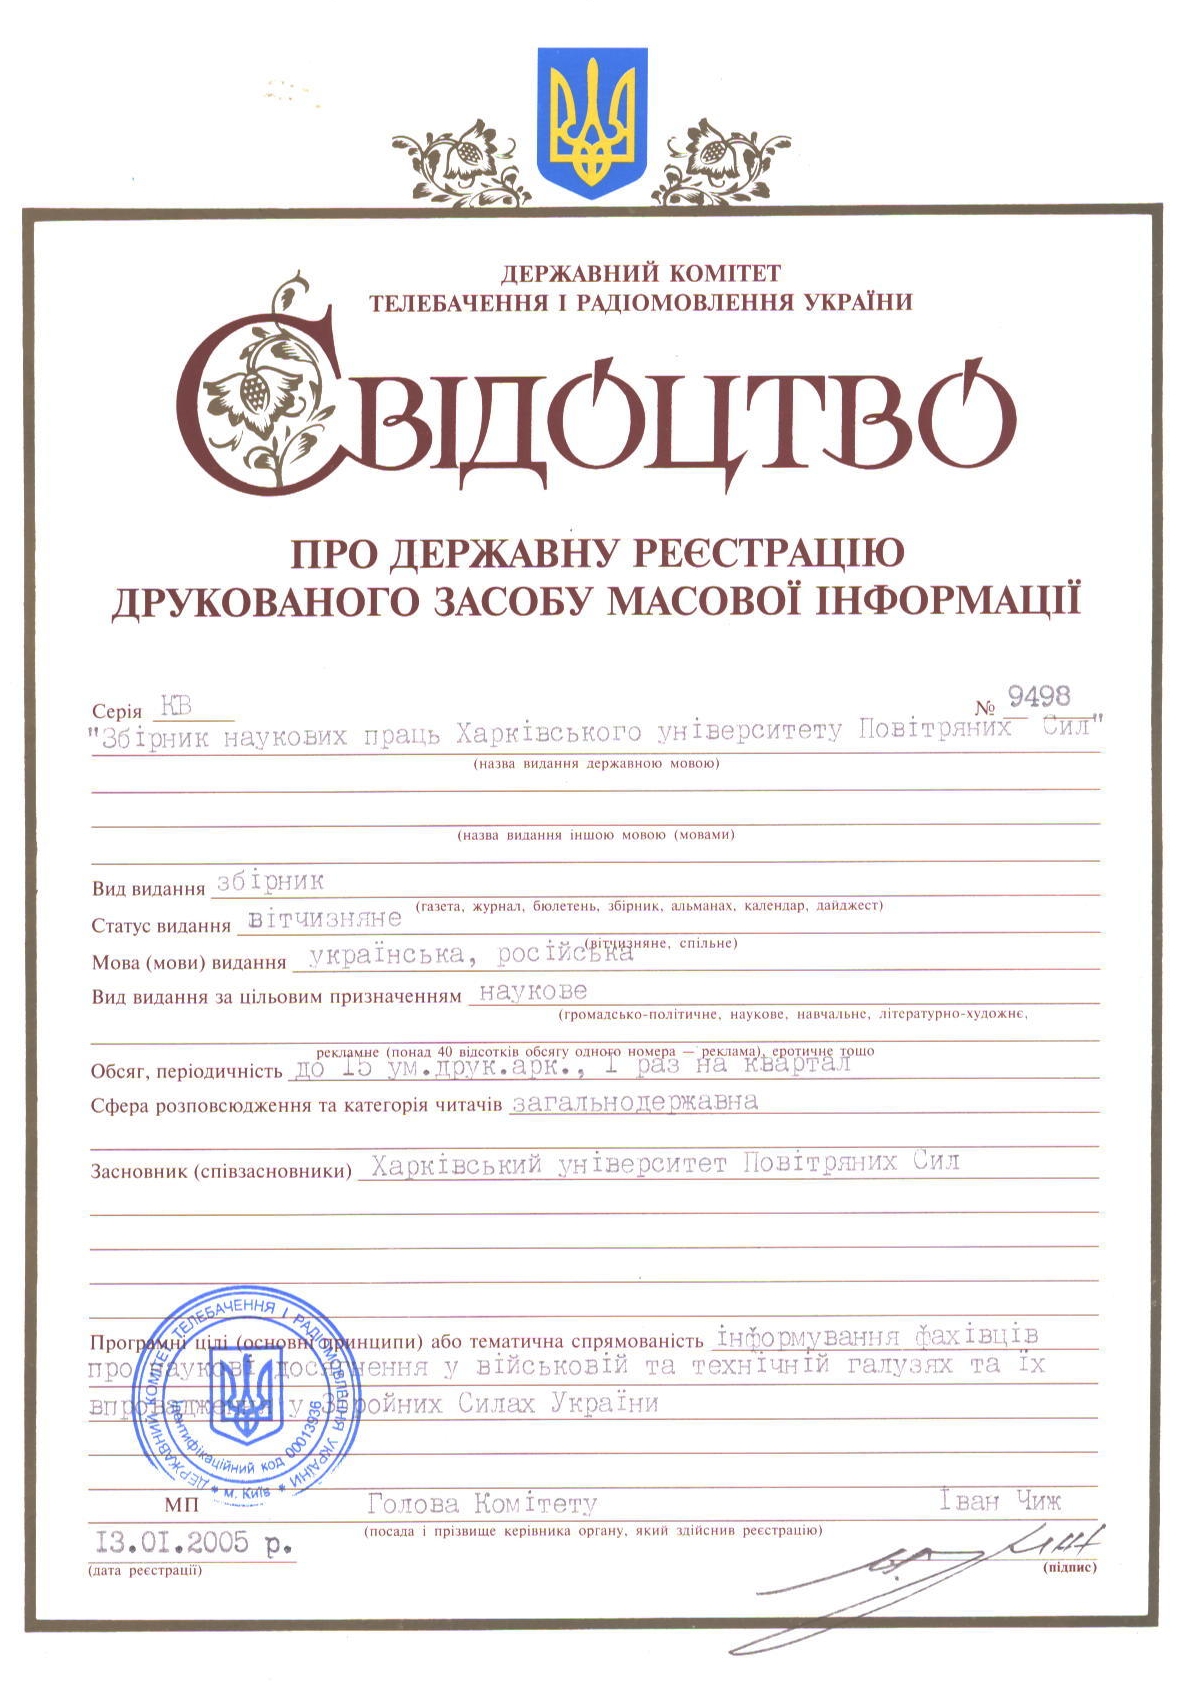 ДЕРЖАВНИЙ КОМІТЕТ
ТЕЛЕБАЧЕННЯ І РАДІОМОВЛЕННЯ УКРАЇНИ
СВІДОЦТВО
ПРО ДЕРЖАВНУ РЕЄСТРАЦІЮ
ДРУКОВАНОГО ЗАСОБУ МАСОВОЇ ІНФОРМАЦІЇ
Серія КВ № 9498
"Збірник наукових праць Харківського університету Повітряних Сил"
(назва видання державною мовою)
(назва видання іншою мовою (мовами)
Вид видання збірник
(газета, журнал, бюлетень, збірник, альманах, календар, дайджест)
Статус видання вітчизняне
(вітчизняне, спільне)
Мова (мови) видання українська, російська
Вид видання за цільовим призначенням наукове
(громадсько-політичне, наукове, навчальне, літературно-художнє,
рекламне (понад 40 відсотків обсягу одного номера — реклама), еротичне тощо
Обсяг, періодичність до 15 ум.друк.арк., 1 раз на квартал
Сфера розповсюдження та категорія читачів загальнодержавна
Засновник (співзасновники) Харківський університет Повітряних Сил
Програмні цілі (основні принципи) або тематична спрямованість інформування фахівців
про наукові досягнення у військовій та технічній галузях та їх
впровадження у Збройних Силах України
ДЕРЖАВНИЙ КОМІТЕТ ТЕЛЕБАЧЕННЯ І РАДІОМОВЛЕННЯ УКРАЇНИ
Ідентифікаційний код 00013936
* м. Київ *
МП Голова Комітету Іван Чиж
(посада і прізвище керівника органу, який здійснив реєстрацію)
13.01.2005 р.
(дата реєстрації)
(підпис)